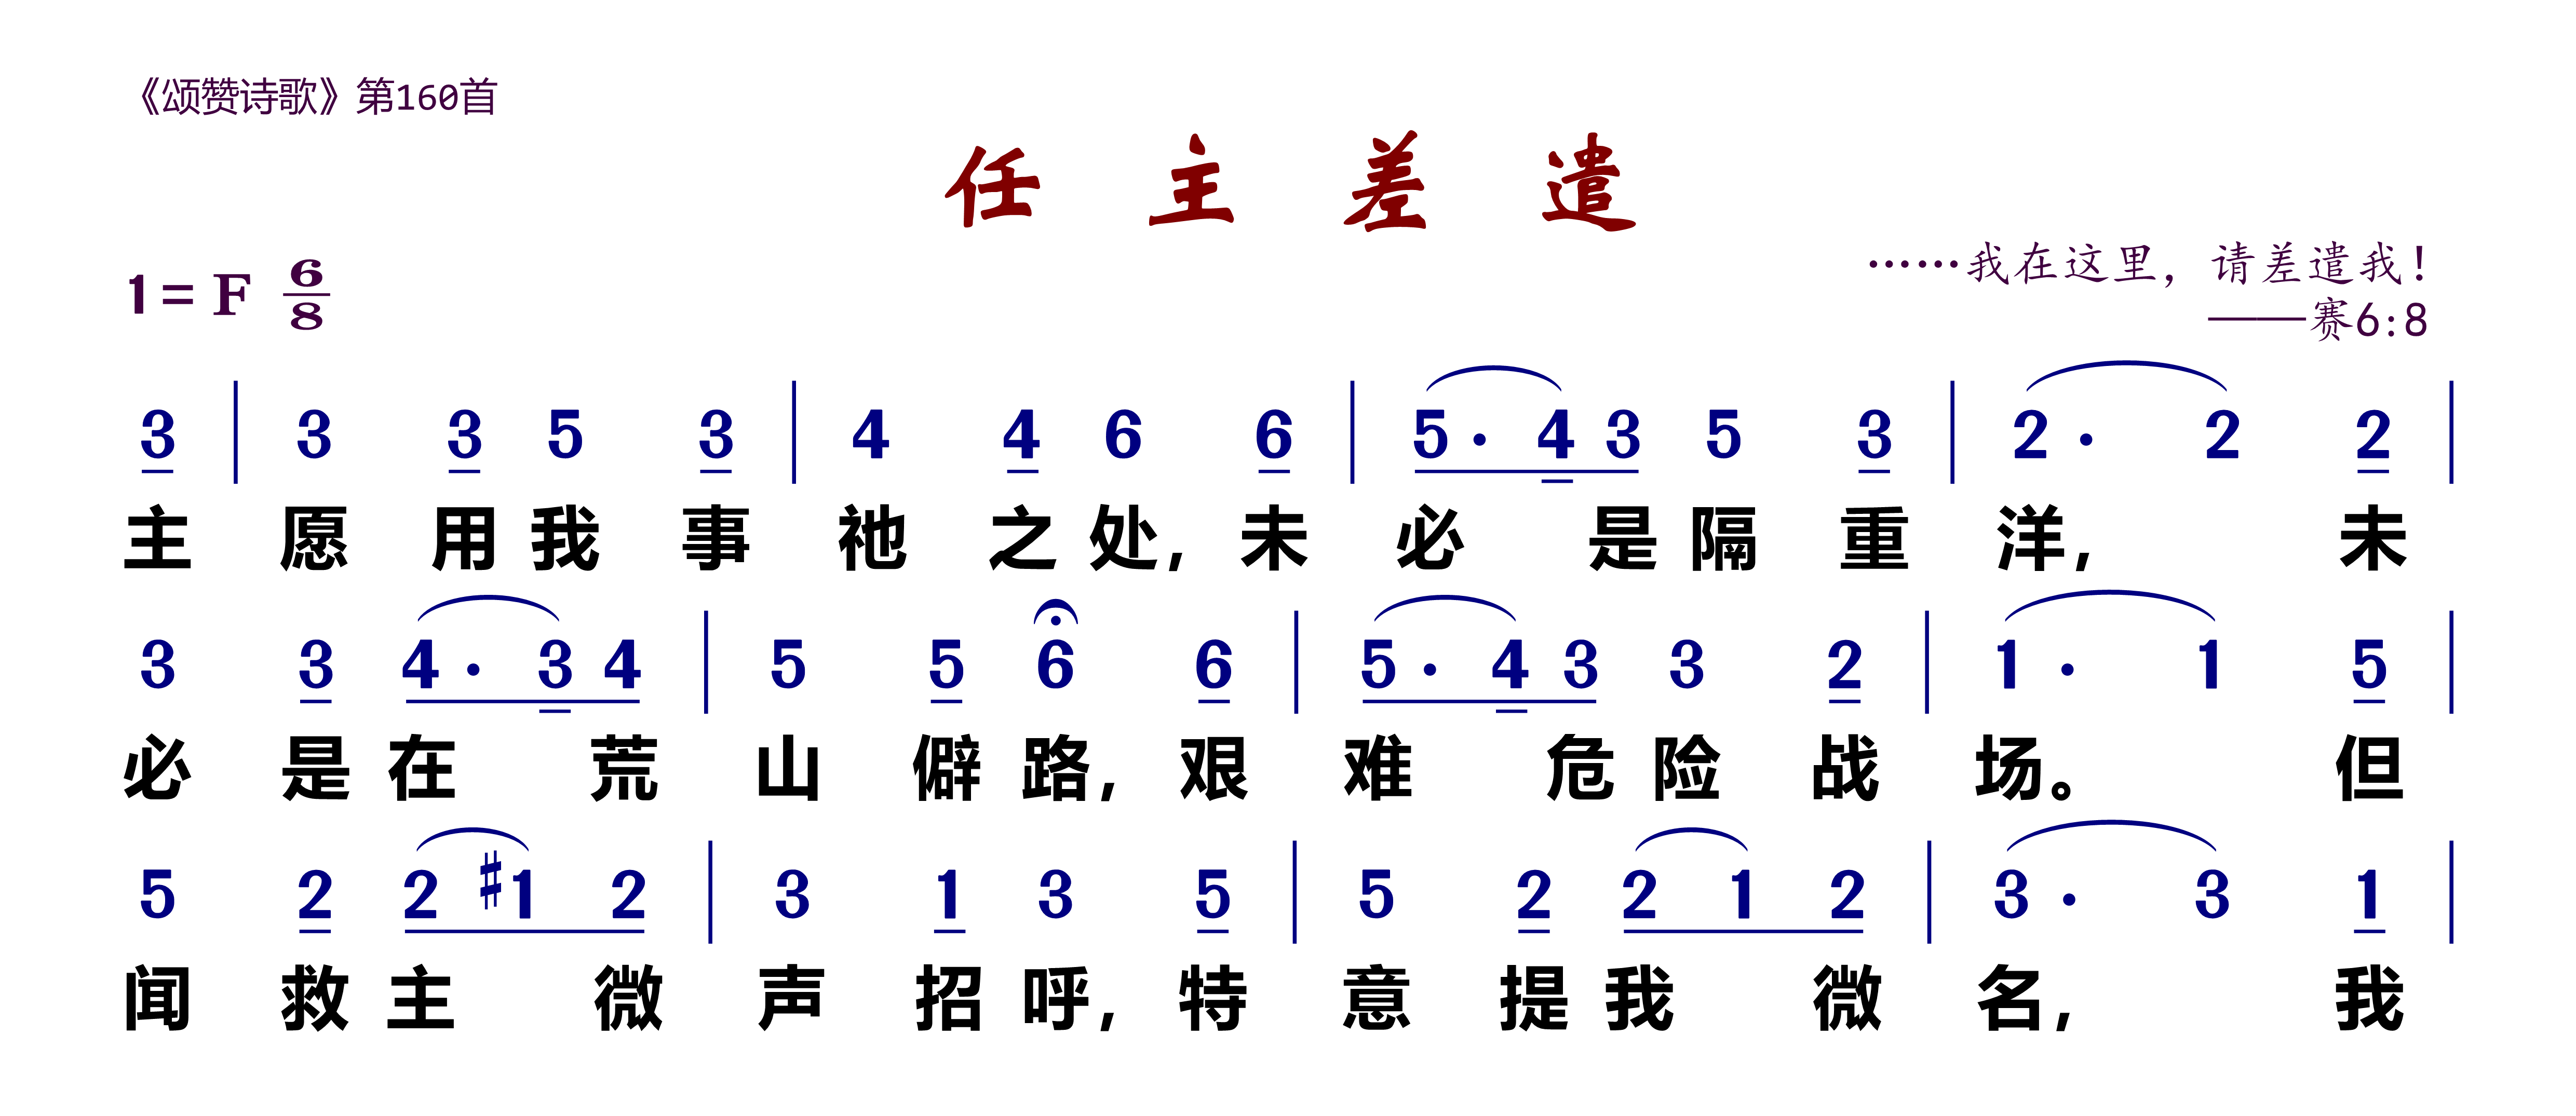 《颂赞诗歌》第160首
任主差遣
……我在这里，请差遣我！
1= F 6/8
——赛6:8
3 | 3 3 5 3 | 4 4 6 6 | 5 · 4 3 5 3 | 2 · 2 2 |
主愿用我事祂之处，未必是隔重洋，未
3 3 4 · 3 4 | 5 5 6 6 | 5 · 4 3 3 2 | 1 · 1 5 |
必是在荒山僻路，艰难危险战场。但
5 2 2 #1 2 | 3 1 3 5 | 5 2 2 1 2 | 3 · 3 1 |
闻救主微声招呼，特意提我微名，我